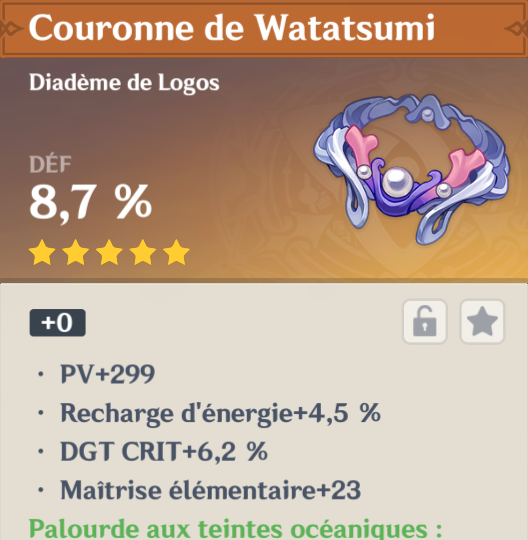 Couronne de Watatsumi
Diadème de Logos
DÉF
8,7 %
+0
· PV+299
· Recharge d'énergie+4,5 %
· DGT CRIT+6,2 %
· Maîtrise élémentaire+23
Palourde aux teintes océaniques :